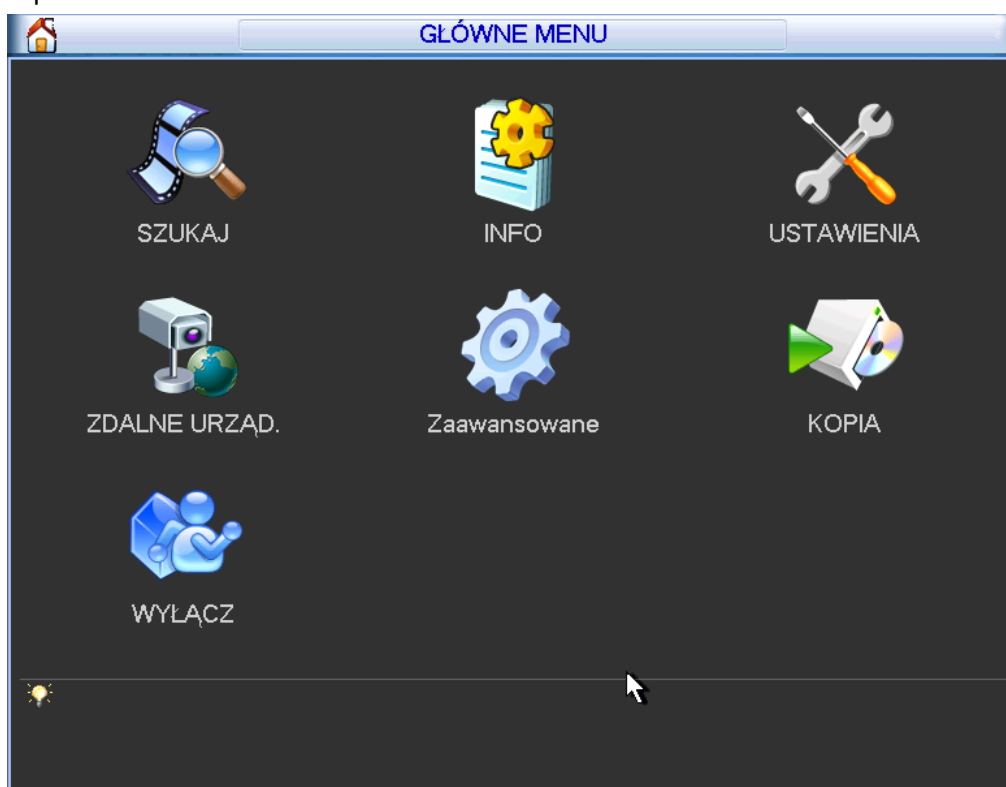 GŁÓWNE MENU
SZUKAJ
INFO
USTAWIENIA
ZDALNE URZĄD.
Zaawansowane
KOPIA
WYŁĄCZ